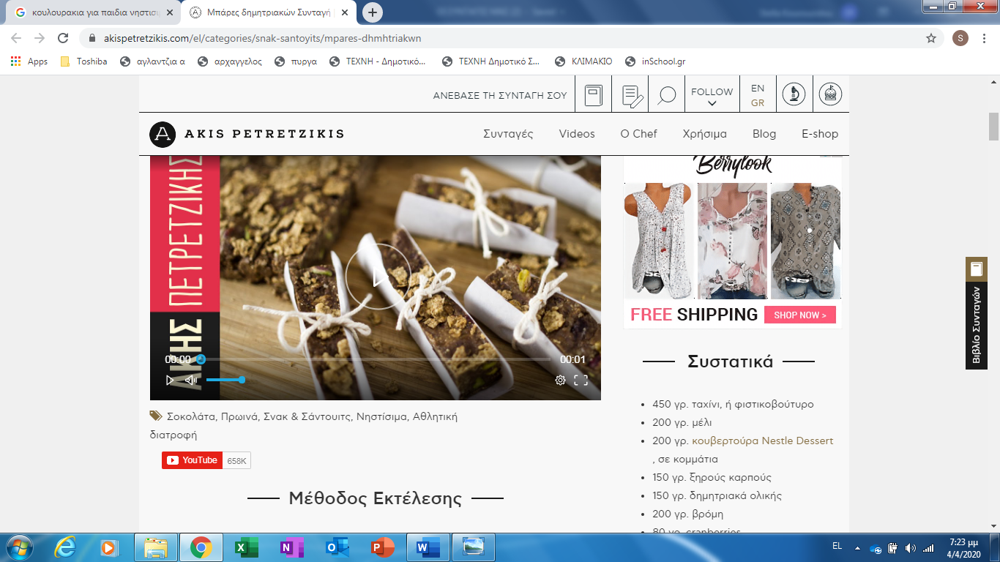 κουλουρακια για παιδια νηστισι
Μπάρες δημητριακών Συνταγή
akispetretzikis.com/el/categories/snak-santoyits/mpares-dhmhtriakwn
S
Apps
Toshiba
αγλαντζια α
αρχαγγελος
πυργα
ΤΕΧΝΗ - Δημοτικό...
ΤΕΧΝΗ Δημοτικό Σ...
ΚΛΙΜΑΚΙΟ
inSchool.gr
ΑΝΕΒΑΣΕ ΤΗ ΣΥΝΤΑΓΗ ΣΟΥ
FOLLOW
EN
GR
AKIS PETRETZIKIS
Συνταγές
Videos
Ο Chef
Χρήσιμα
Blog
E-shop
ΑΚΗΣ ΠΕΤΡΕΤΖΙΚΗΣ
00:00
00:01
Σοκολάτα, Πρωινά, Σνακ & Σάντουιτς, Νηστίσιμα, Αθλητική
διατροφή
YouTube 658K
Μέθοδος Εκτέλεσης
Berrylook
FREE SHIPPING
SHOP NOW >
Συστατικά
450 γρ. ταχίνι, ή φιστικοβούτυρο
200 γρ. μέλι
200 γρ. κουβερτούρα Nestle Dessert
, σε κομμάτια
150 γρ. ξηρούς καρπούς
150 γρ. δημητριακά ολικής
200 γρ. βρόμη
80 γρ. cranberries
Βιβλίο Συνταγών
EL
7:23 μμ
4/4/2020